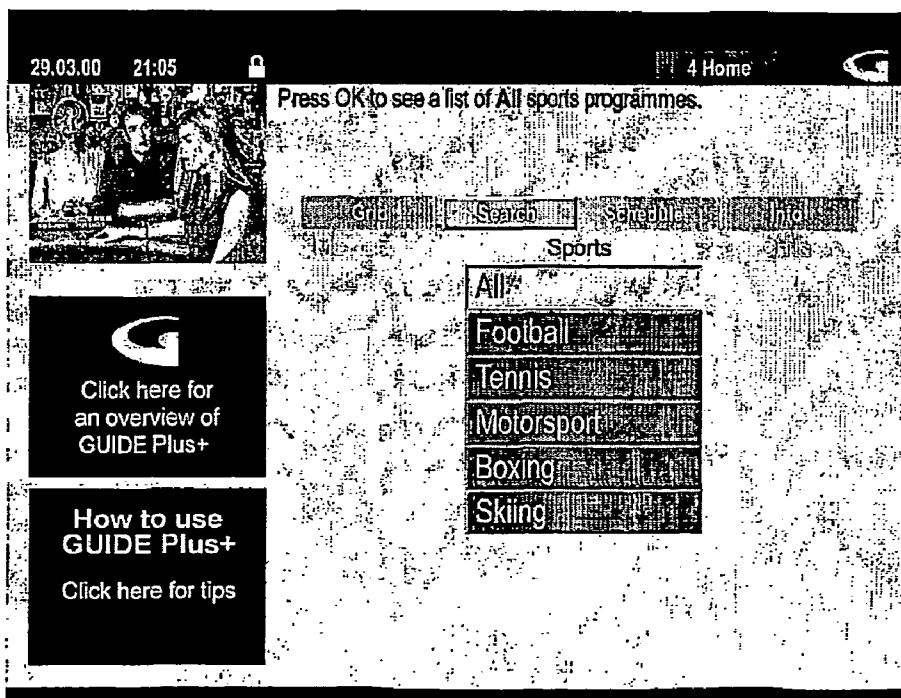 29.03.00 21:05 4 Home
Press OK to see a list of All sports programmes.
Grid Search Schedule Info
Sports
All
Football
Tennis
Motorsport
Boxing
Skiing
G
Click here for
an overview of
GUIDE Plus+
How to use
GUIDE Plus+
Click here for tips